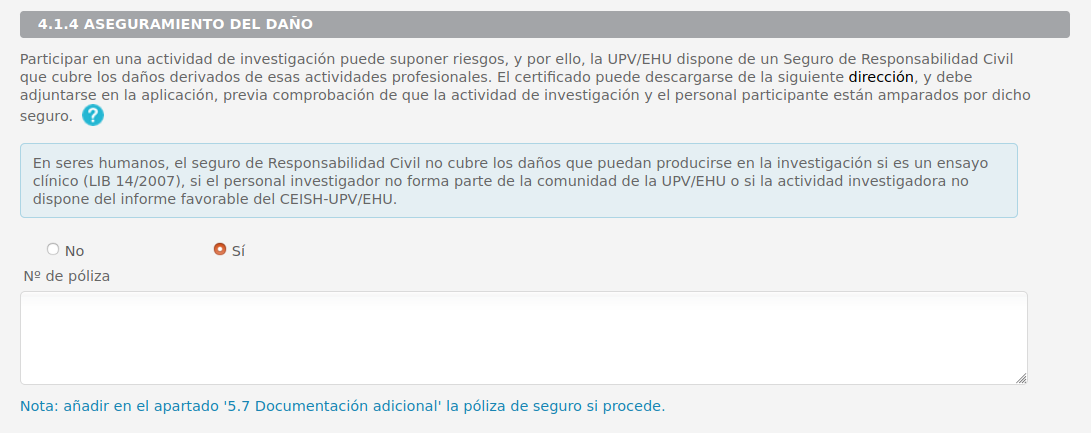 4.1.4 ASEGURAMIENTO DEL DAÑO
Participar en una actividad de investigación puede suponer riesgos, y por ello, la UPV/EHU dispone de un Seguro de Responsabilidad Civil
que cubre los daños derivados de esas actividades profesionales. El certificado puede descargarse de la siguiente dirección, y debe
adjuntarse en la aplicación, previa comprobación de que la actividad de investigación y el personal participante están amparados por dicho
seguro. ?
En seres humanos, el seguro de Responsabilidad Civil no cubre los daños que puedan producirse en la investigación si es un ensayo
clínico (LIB 14/2007), si el personal investigador no forma parte de la comunidad de la UPV/EHU o si la actividad investigadora no
dispone del informe favorable del CEISH-UPV/EHU.
No Sí
Nº de póliza
Nota: añadir en el apartado '5.7 Documentación adicional' la póliza de seguro si procede.